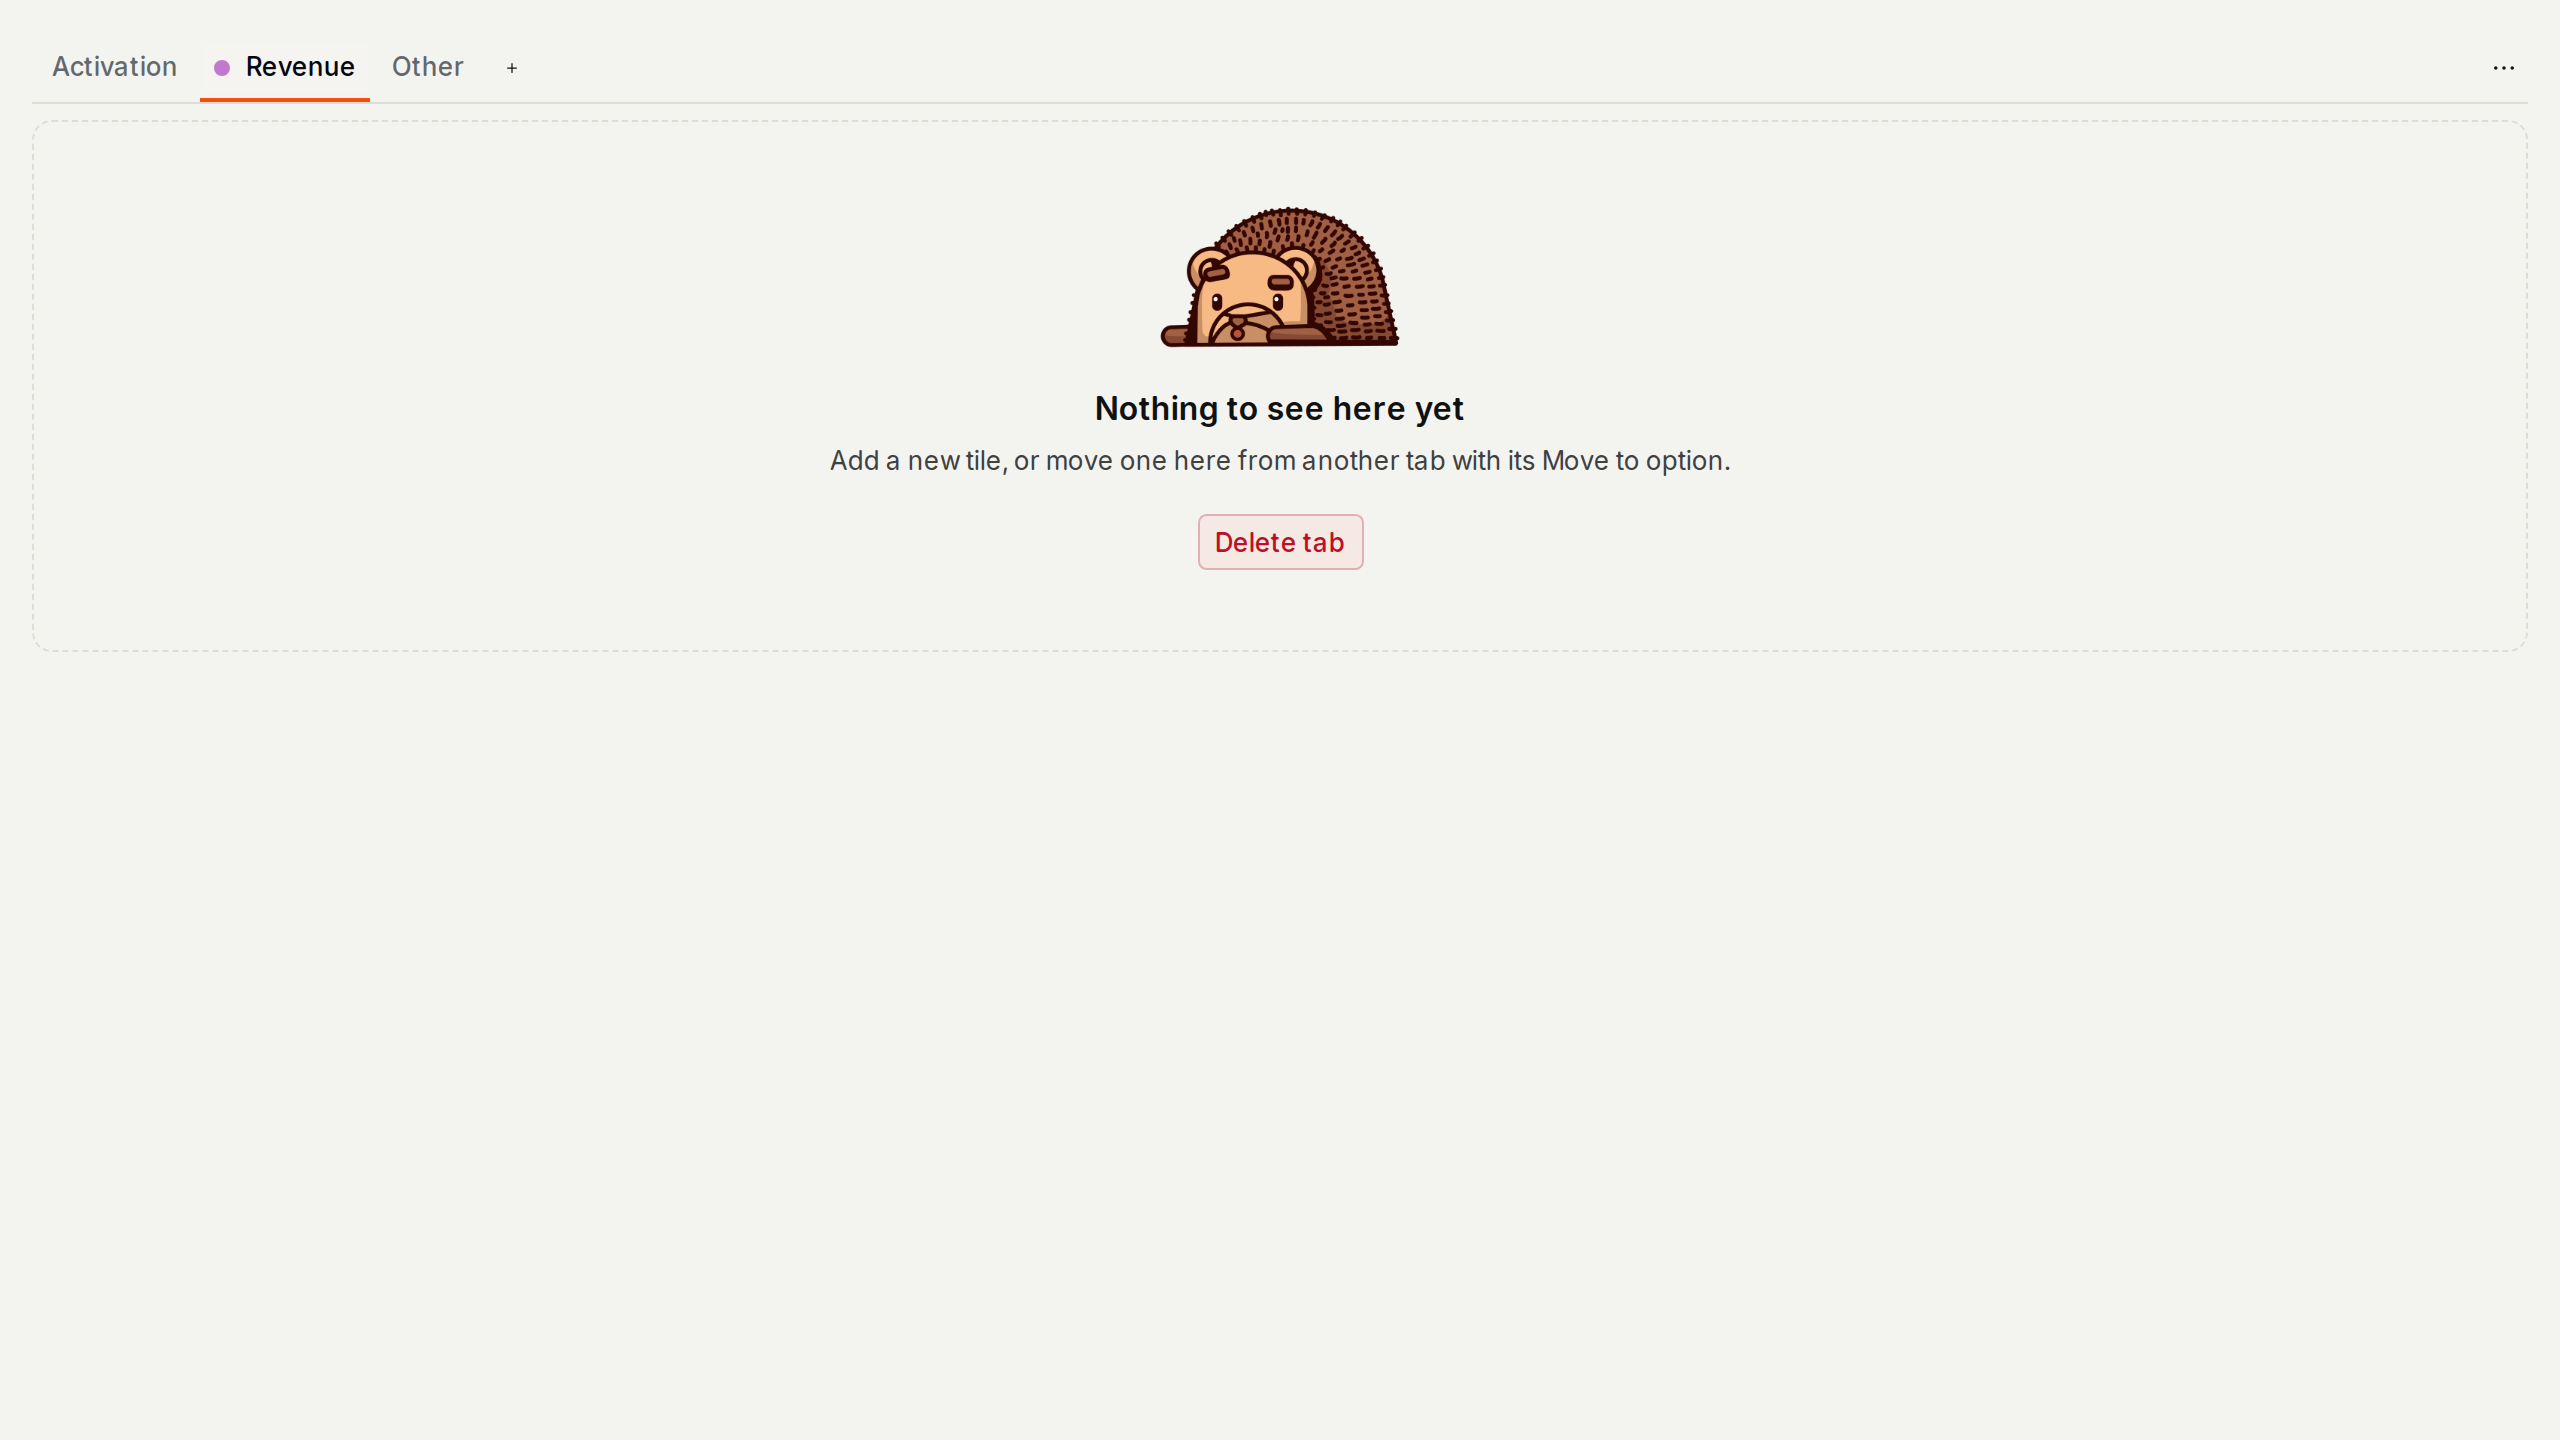 Activation Revenue Other +
Nothing to see here yet
Add a new tile, or move one here from another tab with its Move to option.
Delete tab